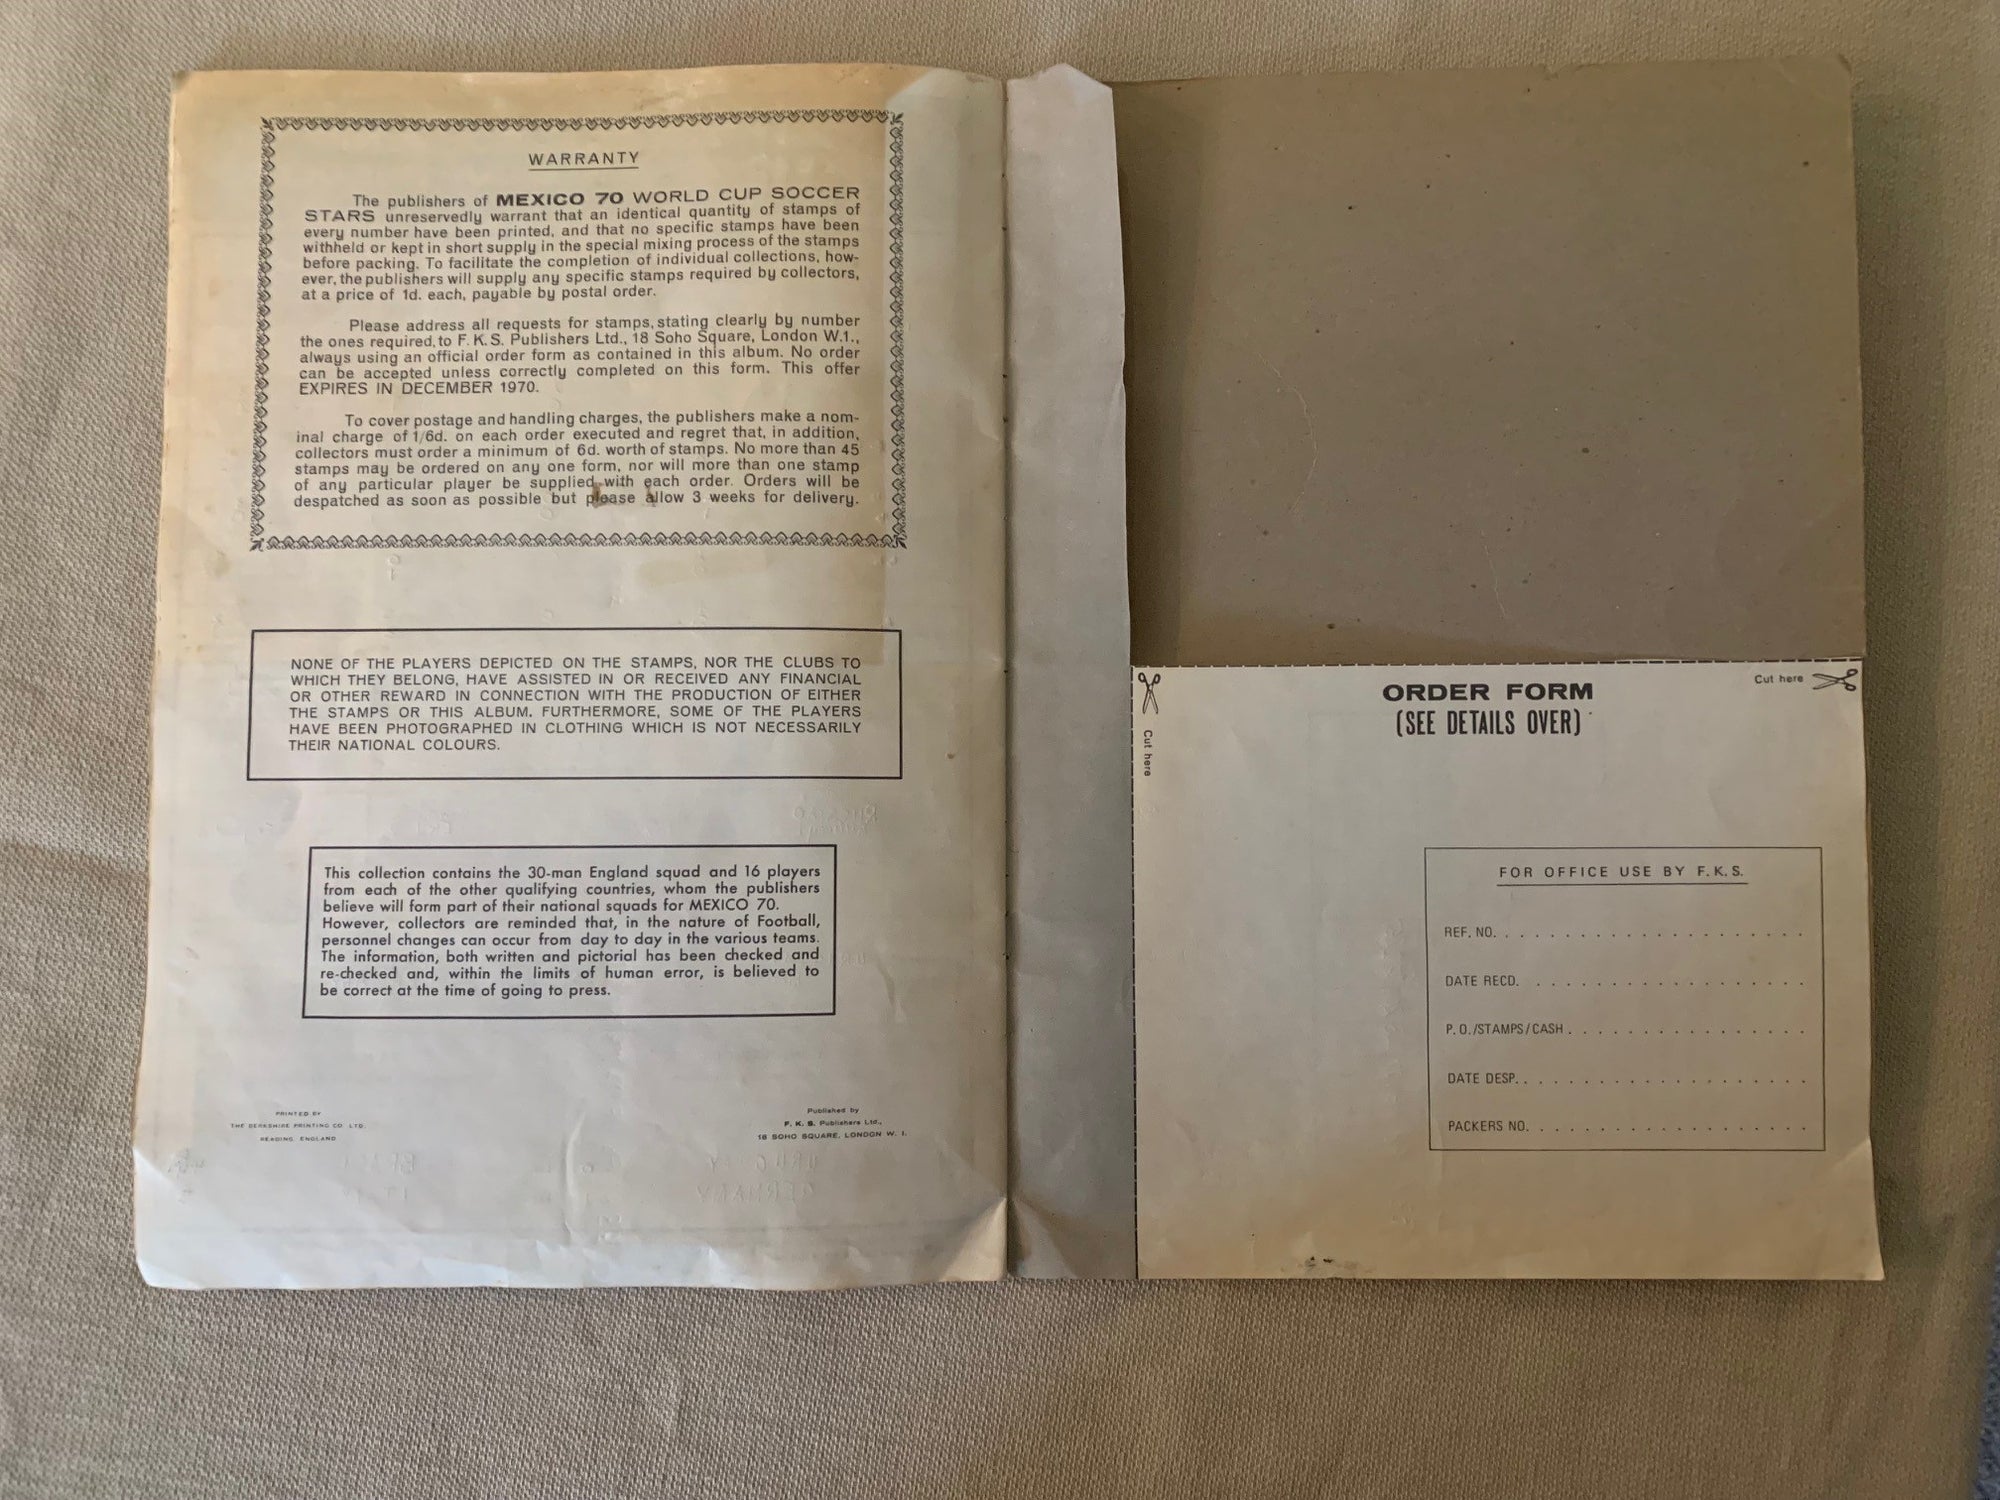 WARRANTY
The publishers of MEXICO 70 WORLD CUP SOCCER
STARS unreservedly warrant that an identical quantity of stamps of
every number have been printed, and that no specific stamps have been
withheld or kept in short supply in the special mixing process of the stamps
before packing. To facilitate the completion of individual collections, how-
ever, the publishers will supply any specific stamps required by collectors,
at a price of 1d. each, payable by postal order.
Please address all requests for stamps, stating clearly by number
the ones required, to F. K. S. Publishers Ltd., 18 Soho Square, London W.1.,
always using an official order form as contained in this album. No order
can be accepted unless correctly completed on this form. This offer
EXPIRES IN DECEMBER 1970.
To cover postage and handling charges, the publishers make a nom-
inal charge of 1/6d. on each order executed and regret that, in addition,
collectors must order a minimum of 6d. worth of stamps. No more than 45
stamps may be ordered on any one form, nor will more than one stamp
of any particular player be supplied with each order. Orders will be
despatched as soon as possible but please allow 3 weeks for delivery.
NONE OF THE PLAYERS DEPICTED ON THE STAMPS, NOR THE CLUBS TO
WHICH THEY BELONG, HAVE ASSISTED IN OR RECEIVED ANY FINANCIAL
OR OTHER REWARD IN CONNECTION WITH THE PRODUCTION OF EITHER
THE STAMPS OR THIS ALBUM. FURTHERMORE, SOME OF THE PLAYERS
HAVE BEEN PHOTOGRAPHED IN CLOTHING WHICH IS NOT NECESSARILY
THEIR NATIONAL COLOURS.
This collection contains the 30-man England squad and 16 players
from each of the other qualifying countries, whom the publishers
believe will form part of their national squads for MEXICO 70.
However, collectors are reminded that, in the nature of Football,
personnel changes can occur from day to day in the various teams.
The information, both written and pictorial has been checked and
re-checked and, within the limits of human error, is believed to
be correct at the time of going to press.
PRINTED BY
THE BERKSHIRE PRINTING CO. LTD.
READING, ENGLAND
Published by
F. K. S. Publishers Ltd.,
18 SOHO SQUARE, LONDON W. 1.
Cut here
Cut here
ORDER FORM
(SEE DETAILS OVER)
FOR OFFICE USE BY F. K. S.
REF. NO.
DATE RECD.
P. O./STAMPS/CASH
DATE DESP.
PACKERS NO.